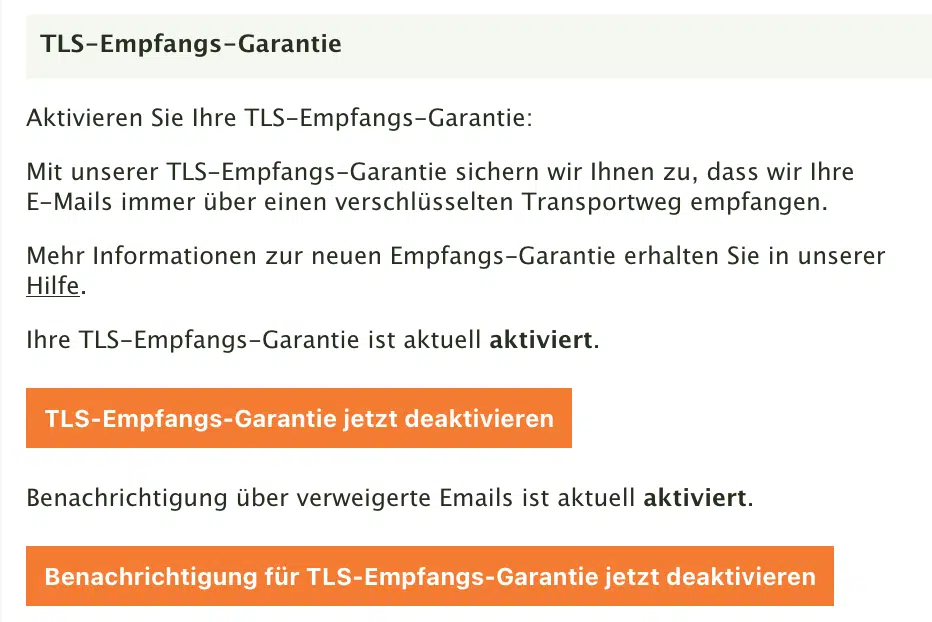 TLS-Empfangs-Garantie
Aktivieren Sie Ihre TLS-Empfangs-Garantie:
Mit unserer TLS-Empfangs-Garantie sichern wir Ihnen zu, dass wir Ihre
E-Mails immer über einen verschlüsselten Transportweg empfangen.
Mehr Informationen zur neuen Empfangs-Garantie erhalten Sie in unserer
Hilfe.
Ihre TLS-Empfangs-Garantie ist aktuell aktiviert.
TLS-Empfangs-Garantie jetzt deaktivieren
Benachrichtigung über verweigerte Emails ist aktuell aktiviert.
Benachrichtigung für TLS-Empfangs-Garantie jetzt deaktivieren